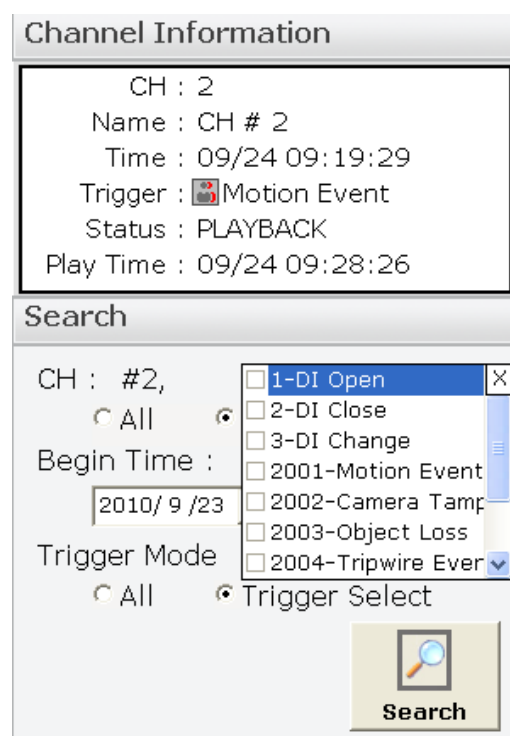 Channel Information
CH : 2
Name : CH # 2
Time : 09/24 09:19:29
Trigger : Motion Event
Status : PLAYBACK
Play Time : 09/24 09:28:26
Search
CH : #2,
All
Begin Time :
2010/ 9 /23
Trigger Mode
All Trigger Select
1-DI Open X
2-DI Close
3-DI Change
2001-Motion Event
2002-Camera Tamp
2003-Object Loss
2004-Tripwire Ever
Search